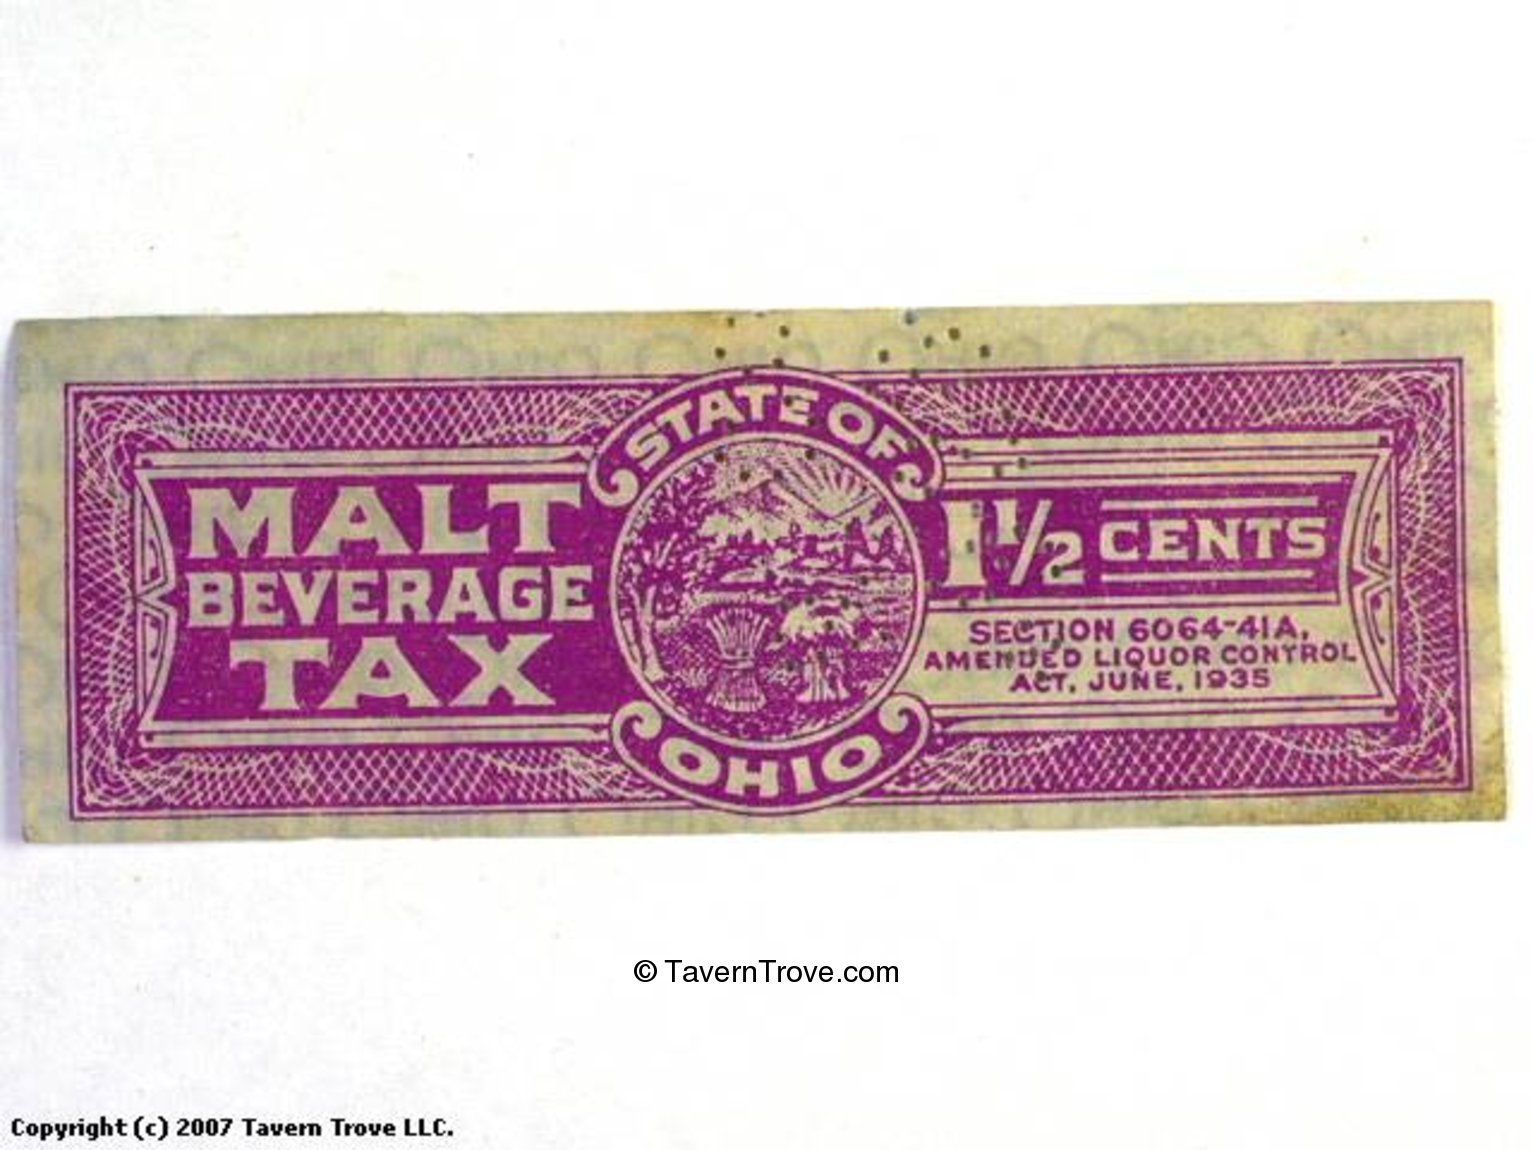 STATE OF
MALT
BEVERAGE
TAX
1 1/2 CENTS
SECTION 6064-41A,
AMENDED LIQUOR CONTROL
ACT, JUNE, 1935
OHIO
© TavernTrove.com
Copyright (c) 2007 Tavern Trove LLC.